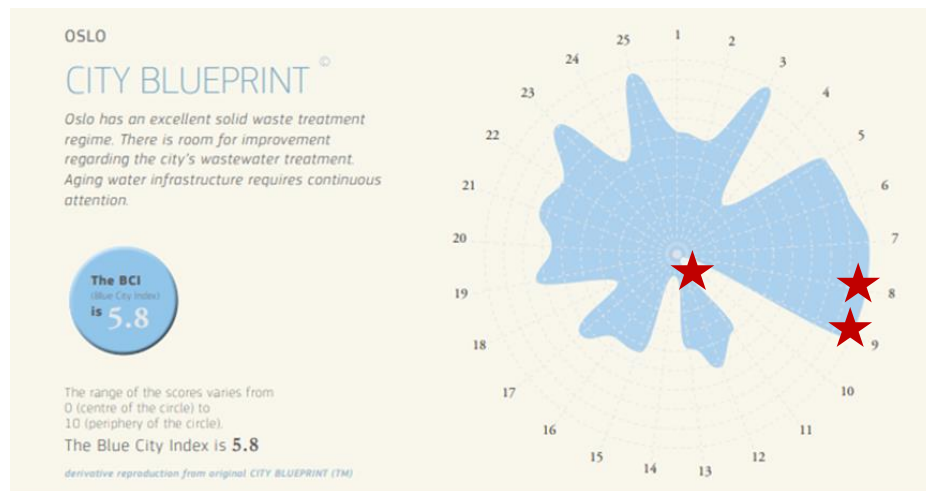 OSLO
CITY BLUEPRINT ©
Oslo has an excellent solid waste treatment
regime. There is room for improvement
regarding the city's wastewater treatment.
Aging water infrastructure requires continuous
attention.
The BCI
(Blue City Index)
is 5.8
The range of the scores varies from
0 (centre of the circle) to
10 (periphery of the circle).
The Blue City Index is 5.8
derivative reproduction from original CITY BLUEPRINT (TM)
1
2
3
4
5
6
7
8
9
10
11
12
13
14
15
16
17
18
19
20
21
22
23
24
25